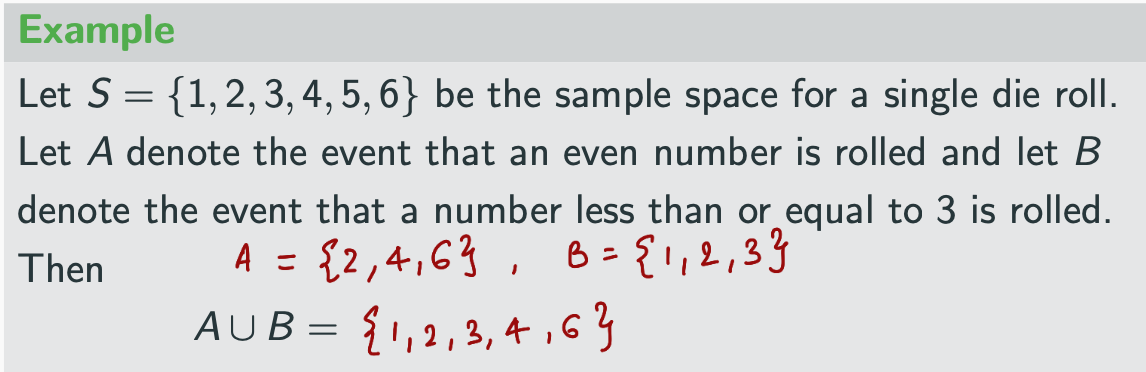 Example
Let S = {1, 2, 3, 4, 5, 6} be the sample space for a single die roll.
Let A denote the event that an even number is rolled and let B
denote the event that a number less than or equal to 3 is rolled.
Then A = {2,4,6} , B = {1,2,3}
A ∪ B = {1,2,3,4,6}